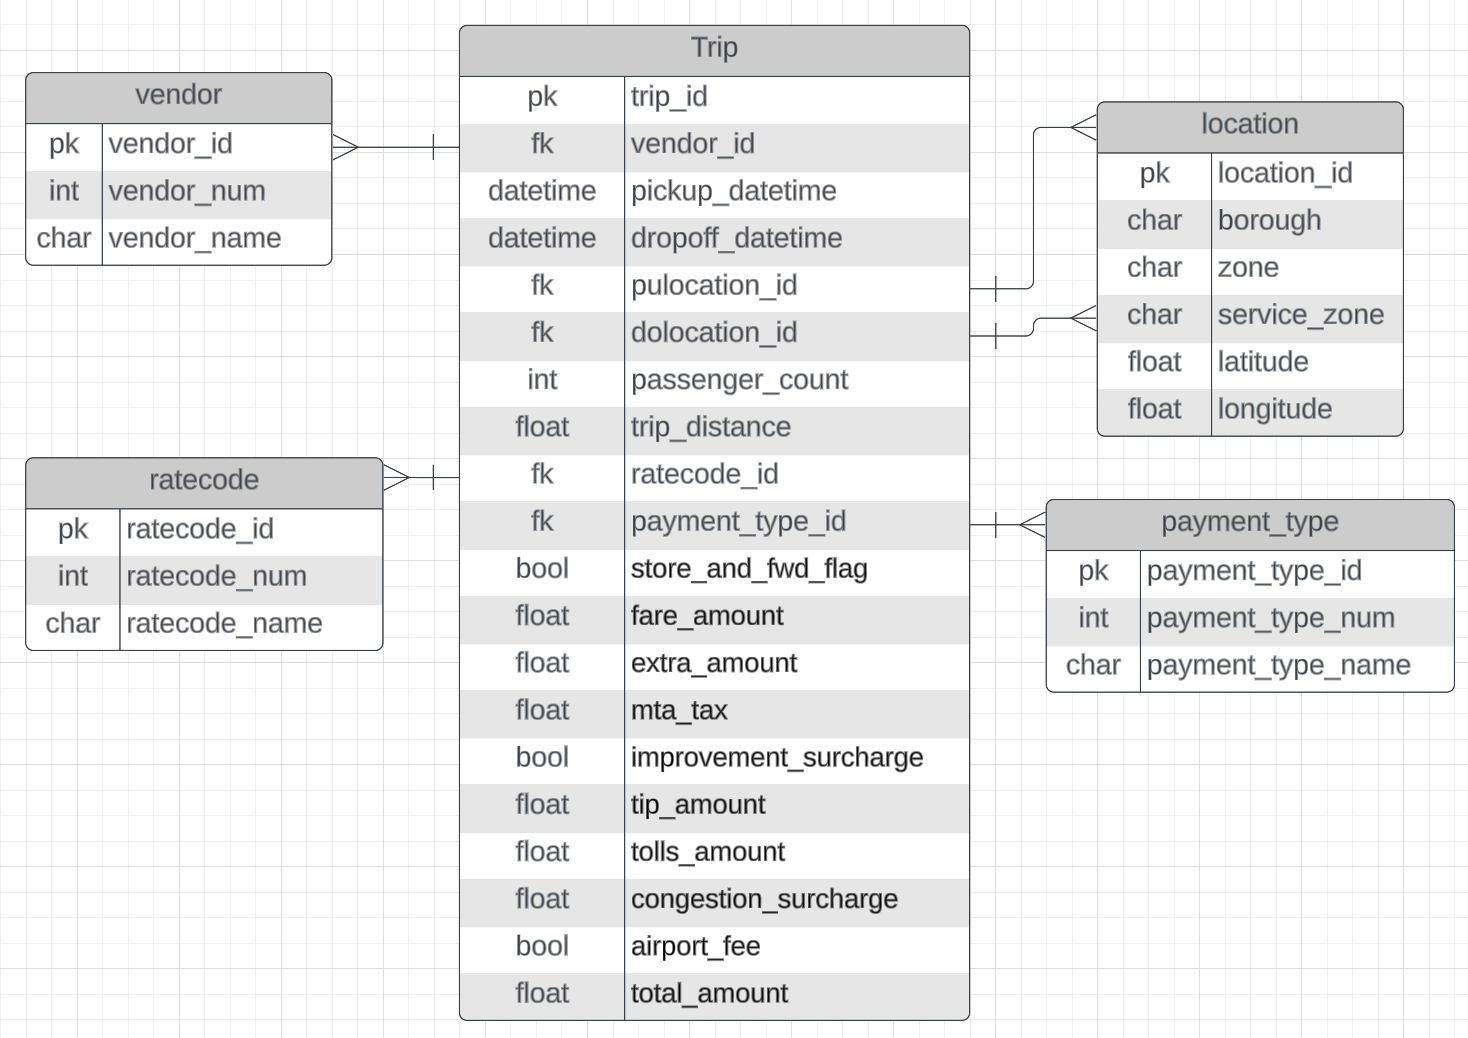 Trip
pk trip_id
fk vendor_id
datetime pickup_datetime
datetime dropoff_datetime
fk pulocation_id
fk dolocation_id
int passenger_count
float trip_distance
fk ratecode_id
fk payment_type_id
bool store_and_fwd_flag
float fare_amount
float extra_amount
float mta_tax
bool improvement_surcharge
float tip_amount
float tolls_amount
float congestion_surcharge
bool airport_fee
float total_amount
vendor
pk vendor_id
int vendor_num
char vendor_name
ratecode
pk ratecode_id
int ratecode_num
char ratecode_name
location
pk location_id
char borough
char zone
char service_zone
float latitude
float longitude
payment_type
pk payment_type_id
int payment_type_num
char payment_type_name